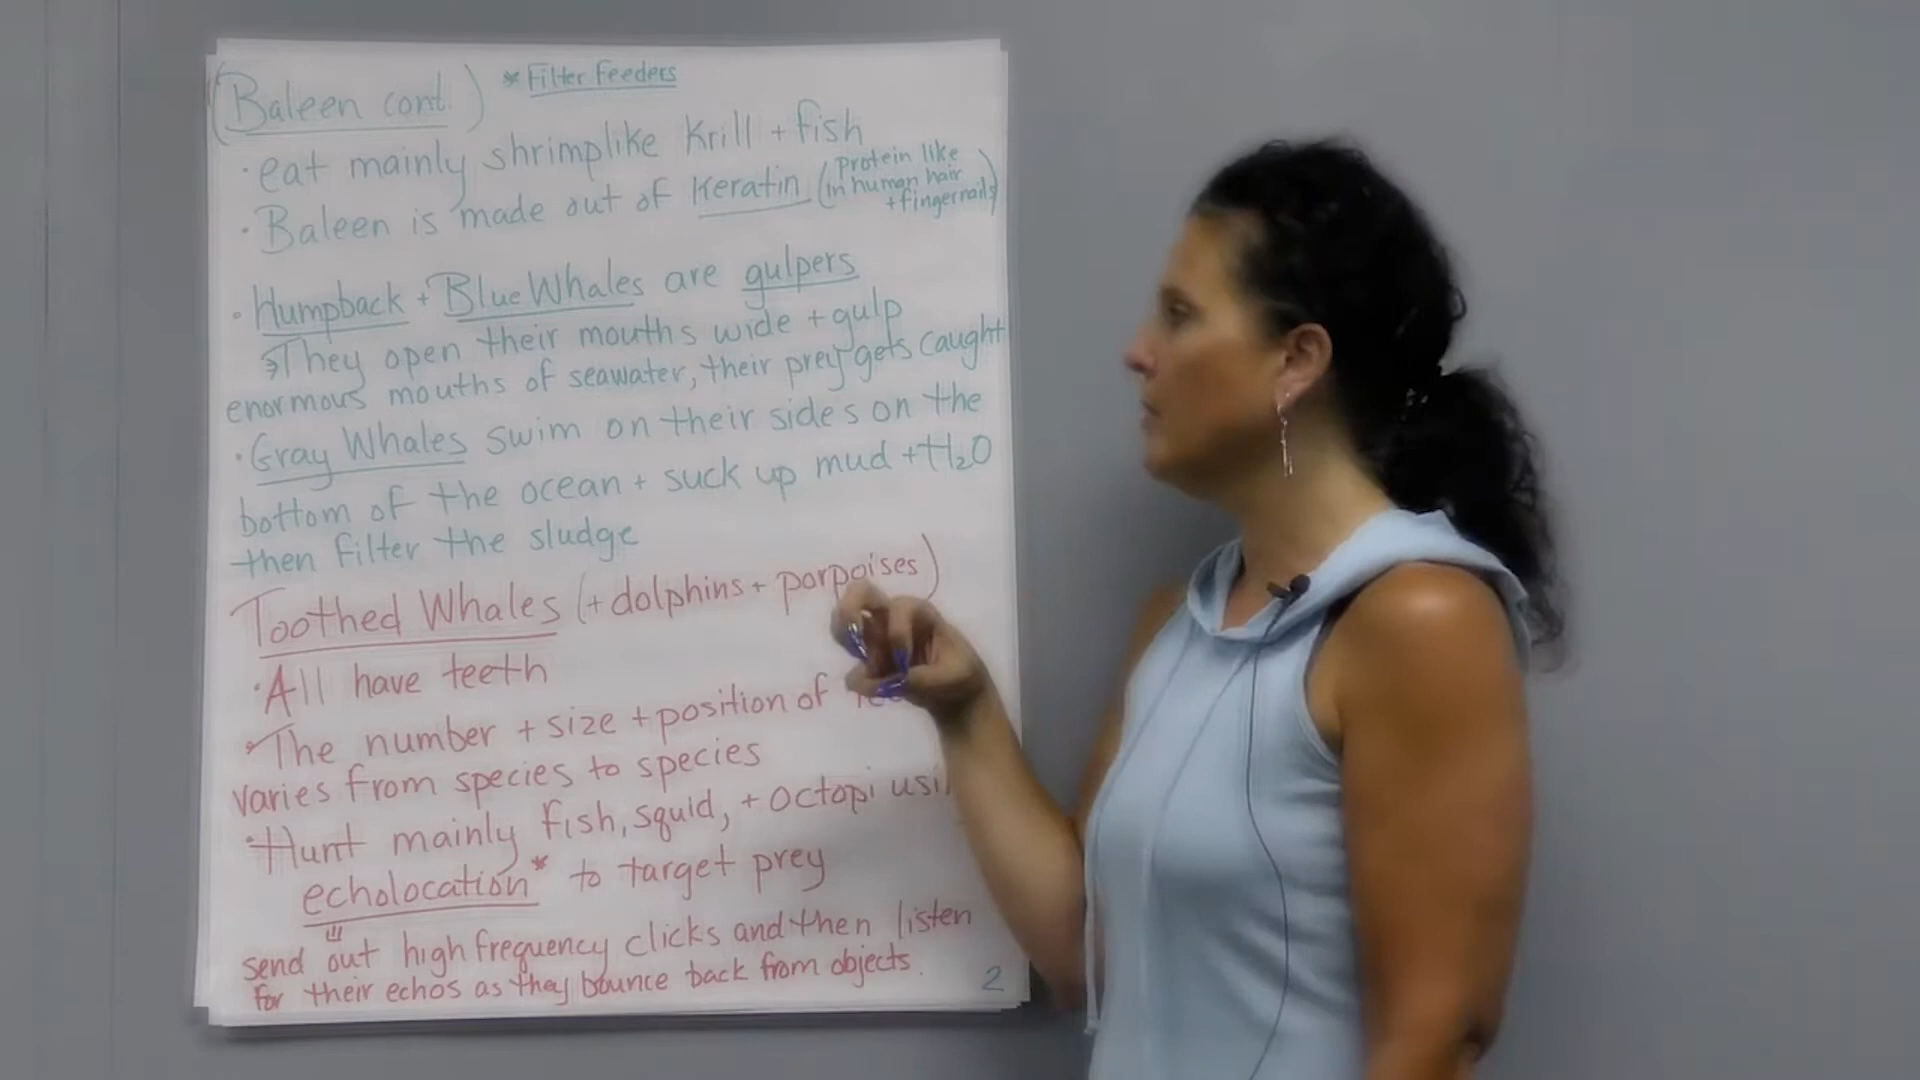 (Baleen cont.) * Filter Feeders
· eat mainly shrimplike Krill + fish
· Baleen is made out of Keratin (Protein like in human hair + fingernails)
· Humpback + Blue Whales are gulpers
They open their mouths wide + gulp
enormous mouths of seawater, their prey gets caught
· Gray Whales swim on their sides on the
bottom of the ocean + suck up mud + H2O
then filter the sludge
Toothed Whales (+ dolphins + porpoises)
· All have teeth
· The number + size + position of
varies from species to species
· Hunt mainly fish, squid, + octopi
echolocation* to target prey
send out high frequency clicks and then listen
for their echos as they bounce back from objects.
2